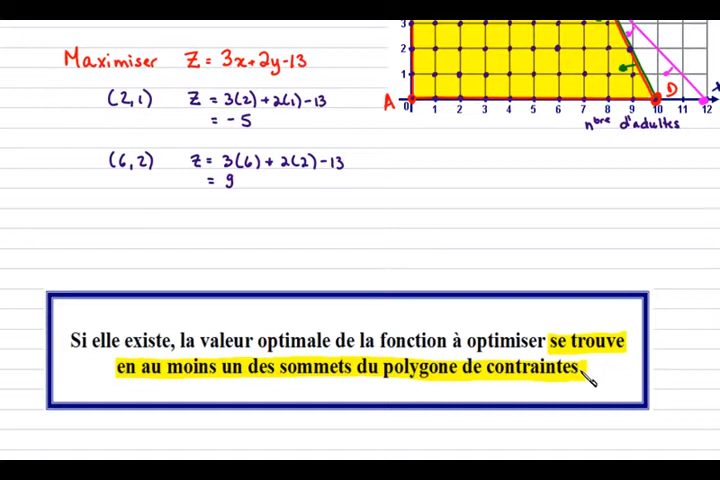 3
2
1
Maximiser Z = 3x+2y-13
A 0 1 2 3 4 5 6 7 8 9 10 11 12 x
D
nbre d'adultes
(2,1) Z = 3(2)+2(1)-13
= -5
(6,2) Z = 3(6)+2(2)-13
= 9
Si elle existe, la valeur optimale de la fonction à optimiser se trouve
en au moins un des sommets du polygone de contraintes.